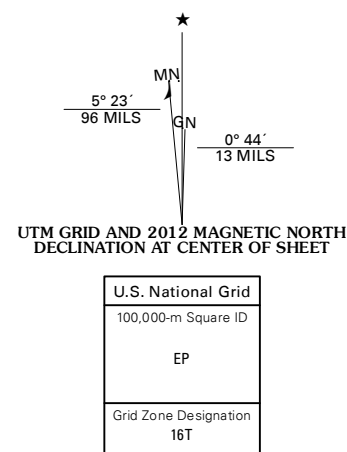 ★
MN
5° 23´
96 MILS
GN
0° 44´
13 MILS
UTM GRID AND 2012 MAGNETIC NORTH
DECLINATION AT CENTER OF SHEET
U.S. National Grid
100,000-m Square ID
EP
Grid Zone Designation
16T